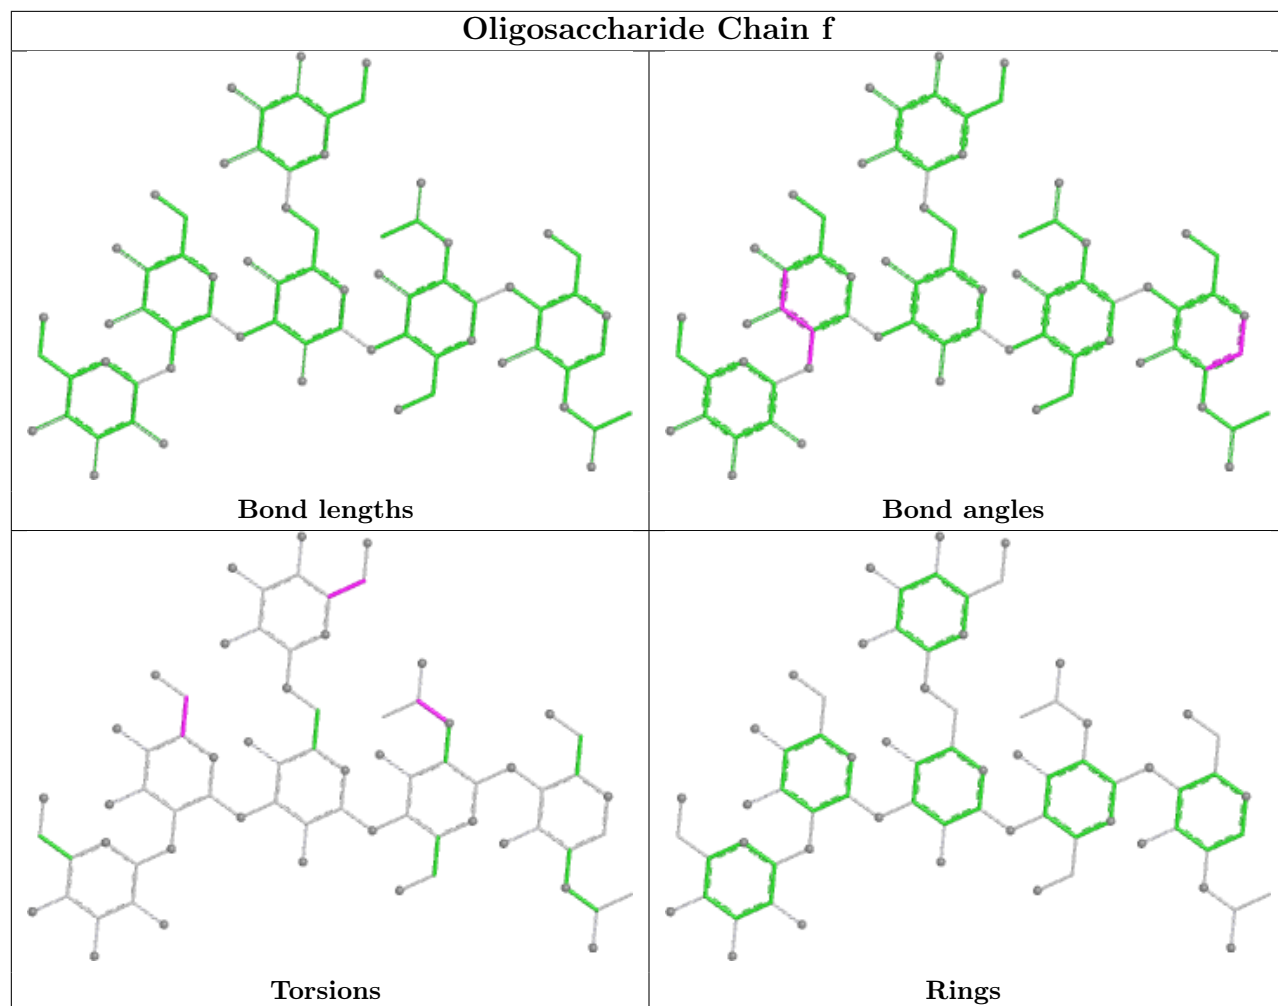 Oligosaccharide Chain f
Bond lengths
Bond angles
Torsions
Rings